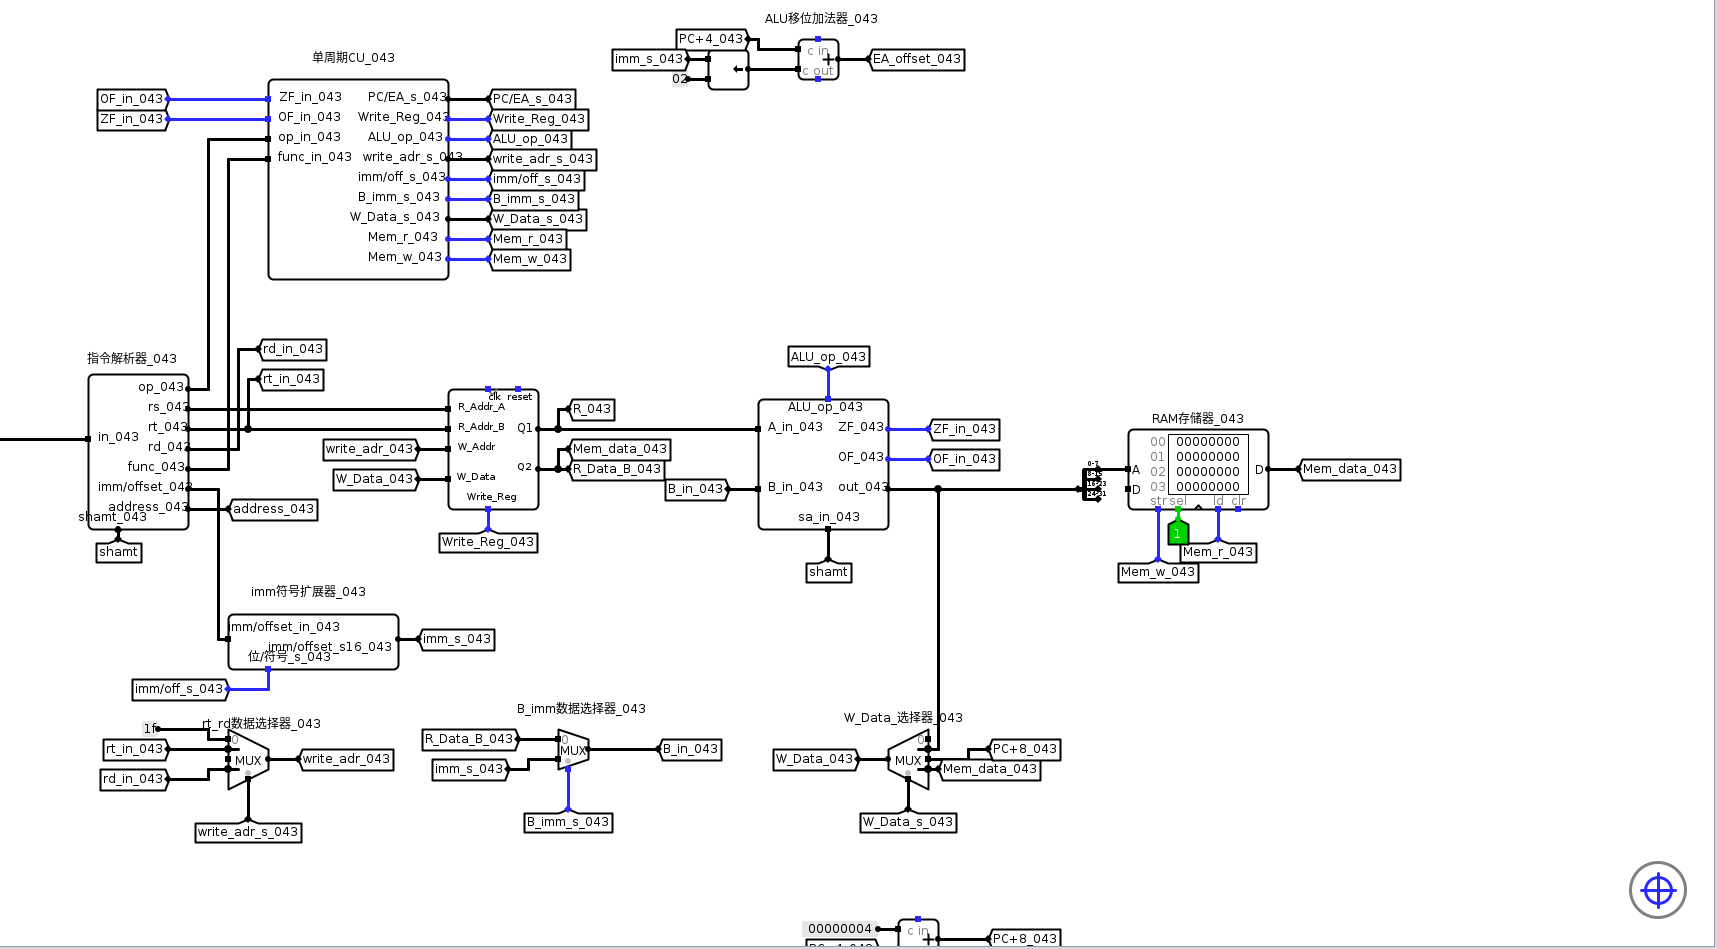 ALU移位加法器_043
PC+4_043
imm_s_043
02
c in
c out
EA_offset_043
单周期CU_043
OF_in_043
ZF_in_043
ZF_in_043
OF_in_043
op_in_043
func_in_043
PC/EA_s_043
Write_Reg_043
ALU_op_043
write_adr_s_043
imm/off_s_043
B_imm_s_043
W_Data_s_043
Mem_r_043
Mem_w_043
PC/EA_s_043
Write_Reg_043
ALU_op_043
write_adr_s_043
imm/off_s_043
B_imm_s_043
W_Data_s_043
Mem_r_043
Mem_w_043
指令解析器_043
in_043
op_043
rs_043
rt_043
rd_043
func_043
imm/offset_043
address_043
shamt_043
shamt
rd_in_043
rt_in_043
address_043
write_adr_043
W_Data_043
clk reset
R_Addr_A
R_Addr_B
W_Addr
W_Data
Write_Reg
Q1
Q2
Write_Reg_043
R_043
Mem_data_043
R_Data_B_043
B_in_043
ALU_op_043
ALU_op_043
A_in_043
B_in_043
ZF_043
OF_043
out_043
sa_in_043
shamt
ZF_in_043
OF_in_043
0-7
8-15
16-23
24-31
RAM存储器_043
00 00000000
01 00000000
02 00000000
03 00000000
A
D
D
str sel ld clr
1
Mem_data_043
Mem_r_043
Mem_w_043
imm符号扩展器_043
imm/offset_in_043
imm/offset_s16_043
位/符号_s_043
imm_s_043
imm/off_s_043
rt_rd数据选择器_043
1f
rt_in_043
rd_in_043
0
MUX
write_adr_043
write_adr_s_043
B_imm数据选择器_043
R_Data_B_043
imm_s_043
0
MUX
B_in_043
B_imm_s_043
W_Data_选择器_043
W_Data_043
0
MUX
PC+8_043
Mem_data_043
W_Data_s_043
00000004
c in
PC+8_043